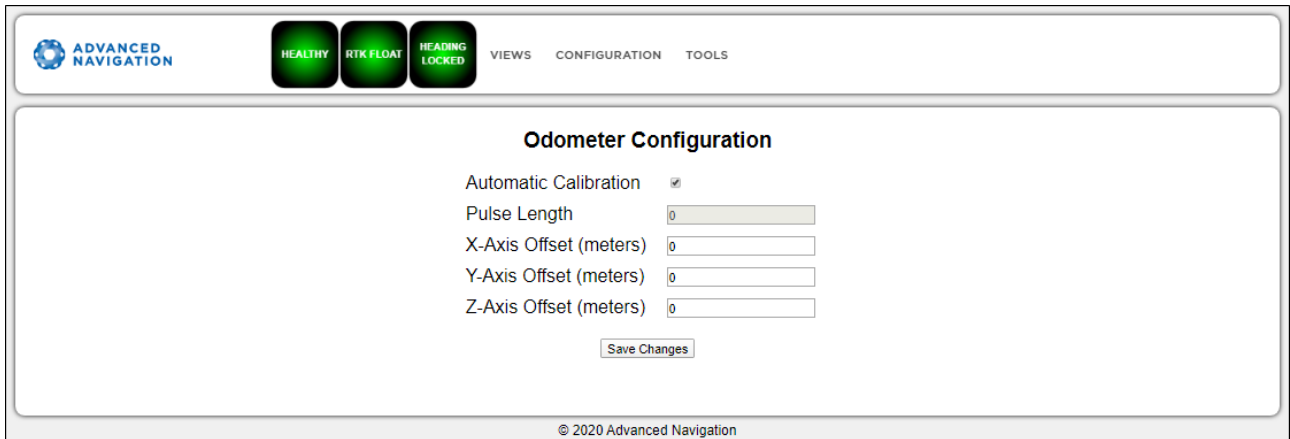 ADVANCED
NAVIGATION
HEALTHY
RTK FLOAT
HEADING
LOCKED
VIEWS CONFIGURATION TOOLS
Odometer Configuration
Automatic Calibration
Pulse Length 0
X-Axis Offset (meters) 0
Y-Axis Offset (meters) 0
Z-Axis Offset (meters) 0
Save Changes
© 2020 Advanced Navigation